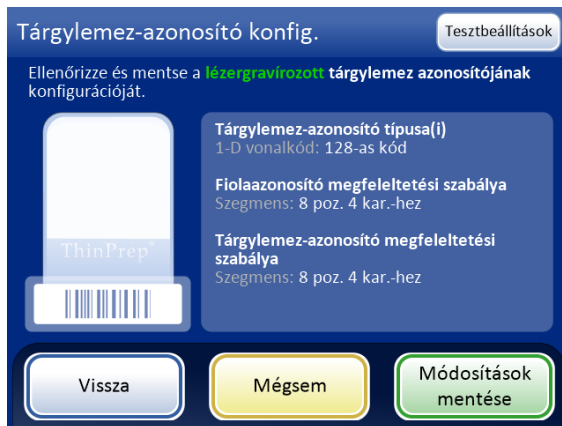 Tárgylemez-azonosító konfig.
Tesztbeállítások
Ellenőrizze és mentse a lézergravírozott tárgylemez azonosítójának
konfigurációját.
Tárgylemez-azonosító típusa(i)
1-D vonalkód: 128-as kód
Fiolaazonosító megfeleltetési szabálya
Szegmens: 8 poz. 4 kar.-hez
Tárgylemez-azonosító megfeleltetési
szabálya
Szegmens: 8 poz. 4 kar.-hez
ThinPrep®
Vissza
Mégsem
Módosítások
mentése